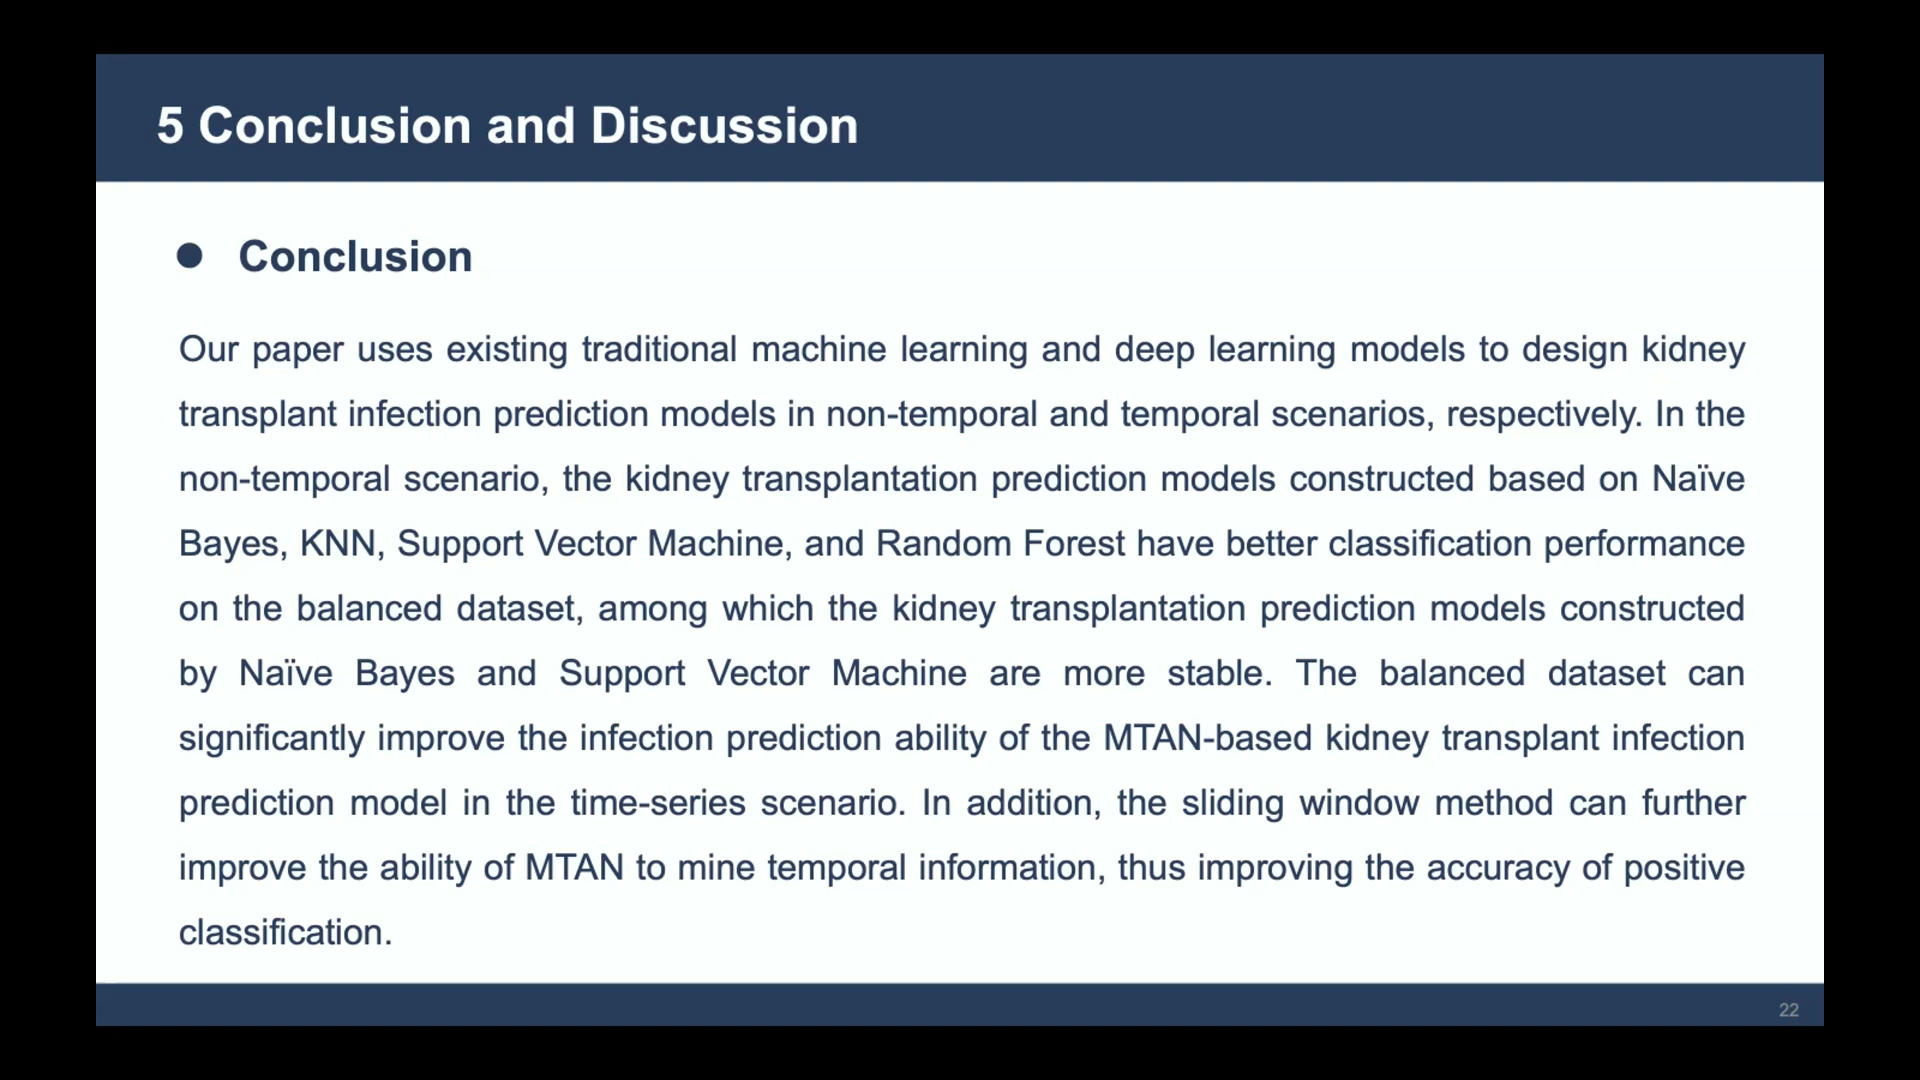 5 Conclusion and Discussion
● Conclusion
Our paper uses existing traditional machine learning and deep learning models to design kidney
transplant infection prediction models in non-temporal and temporal scenarios, respectively. In the
non-temporal scenario, the kidney transplantation prediction models constructed based on Naïve
Bayes, KNN, Support Vector Machine, and Random Forest have better classification performance
on the balanced dataset, among which the kidney transplantation prediction models constructed
by Naïve Bayes and Support Vector Machine are more stable. The balanced dataset can
significantly improve the infection prediction ability of the MTAN-based kidney transplant infection
prediction model in the time-series scenario. In addition, the sliding window method can further
improve the ability of MTAN to mine temporal information, thus improving the accuracy of positive
classification.
22